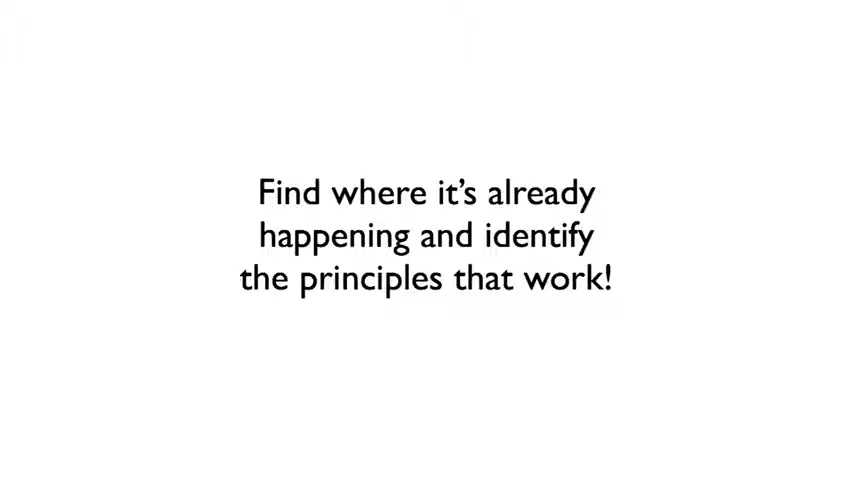 Find where it’s already
happening and identify
the principles that work!